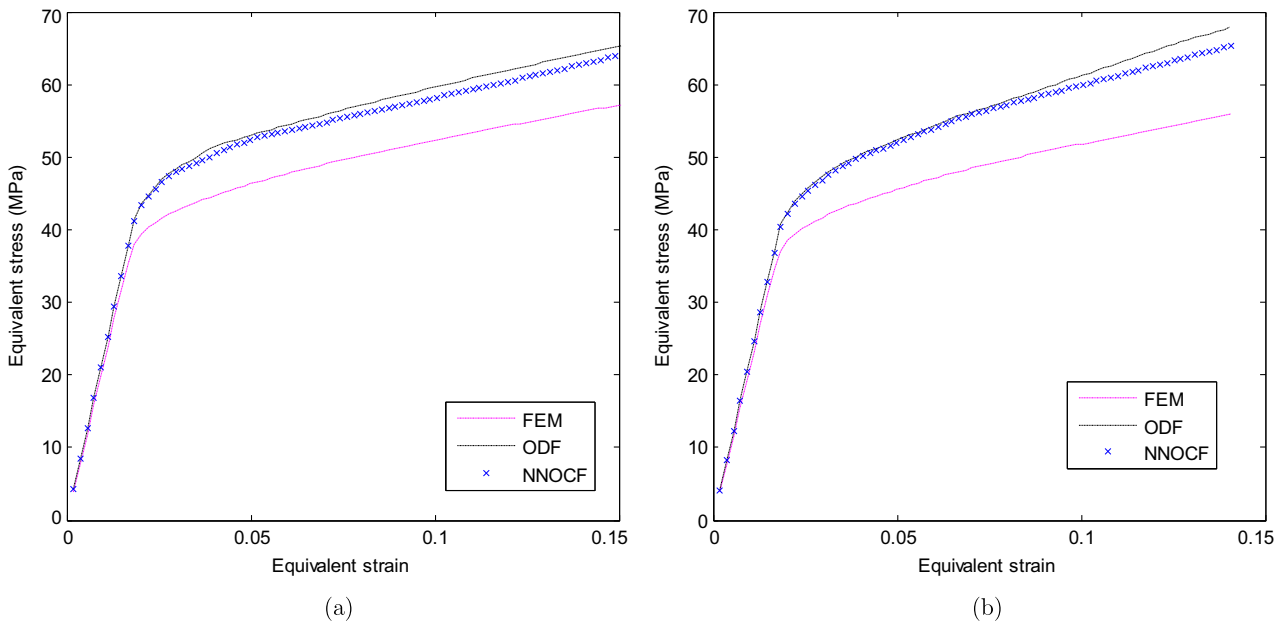 70
60
50
40
30
20
10
0
Equivalent stress (MPa)
0
0.05
0.1
0.15
Equivalent strain
FEM
ODF
NNOCF
(a)
70
60
50
40
30
20
10
0
Equivalent stress (MPa)
0
0.05
0.1
0.15
Equivalent strain
FEM
ODF
NNOCF
(b)